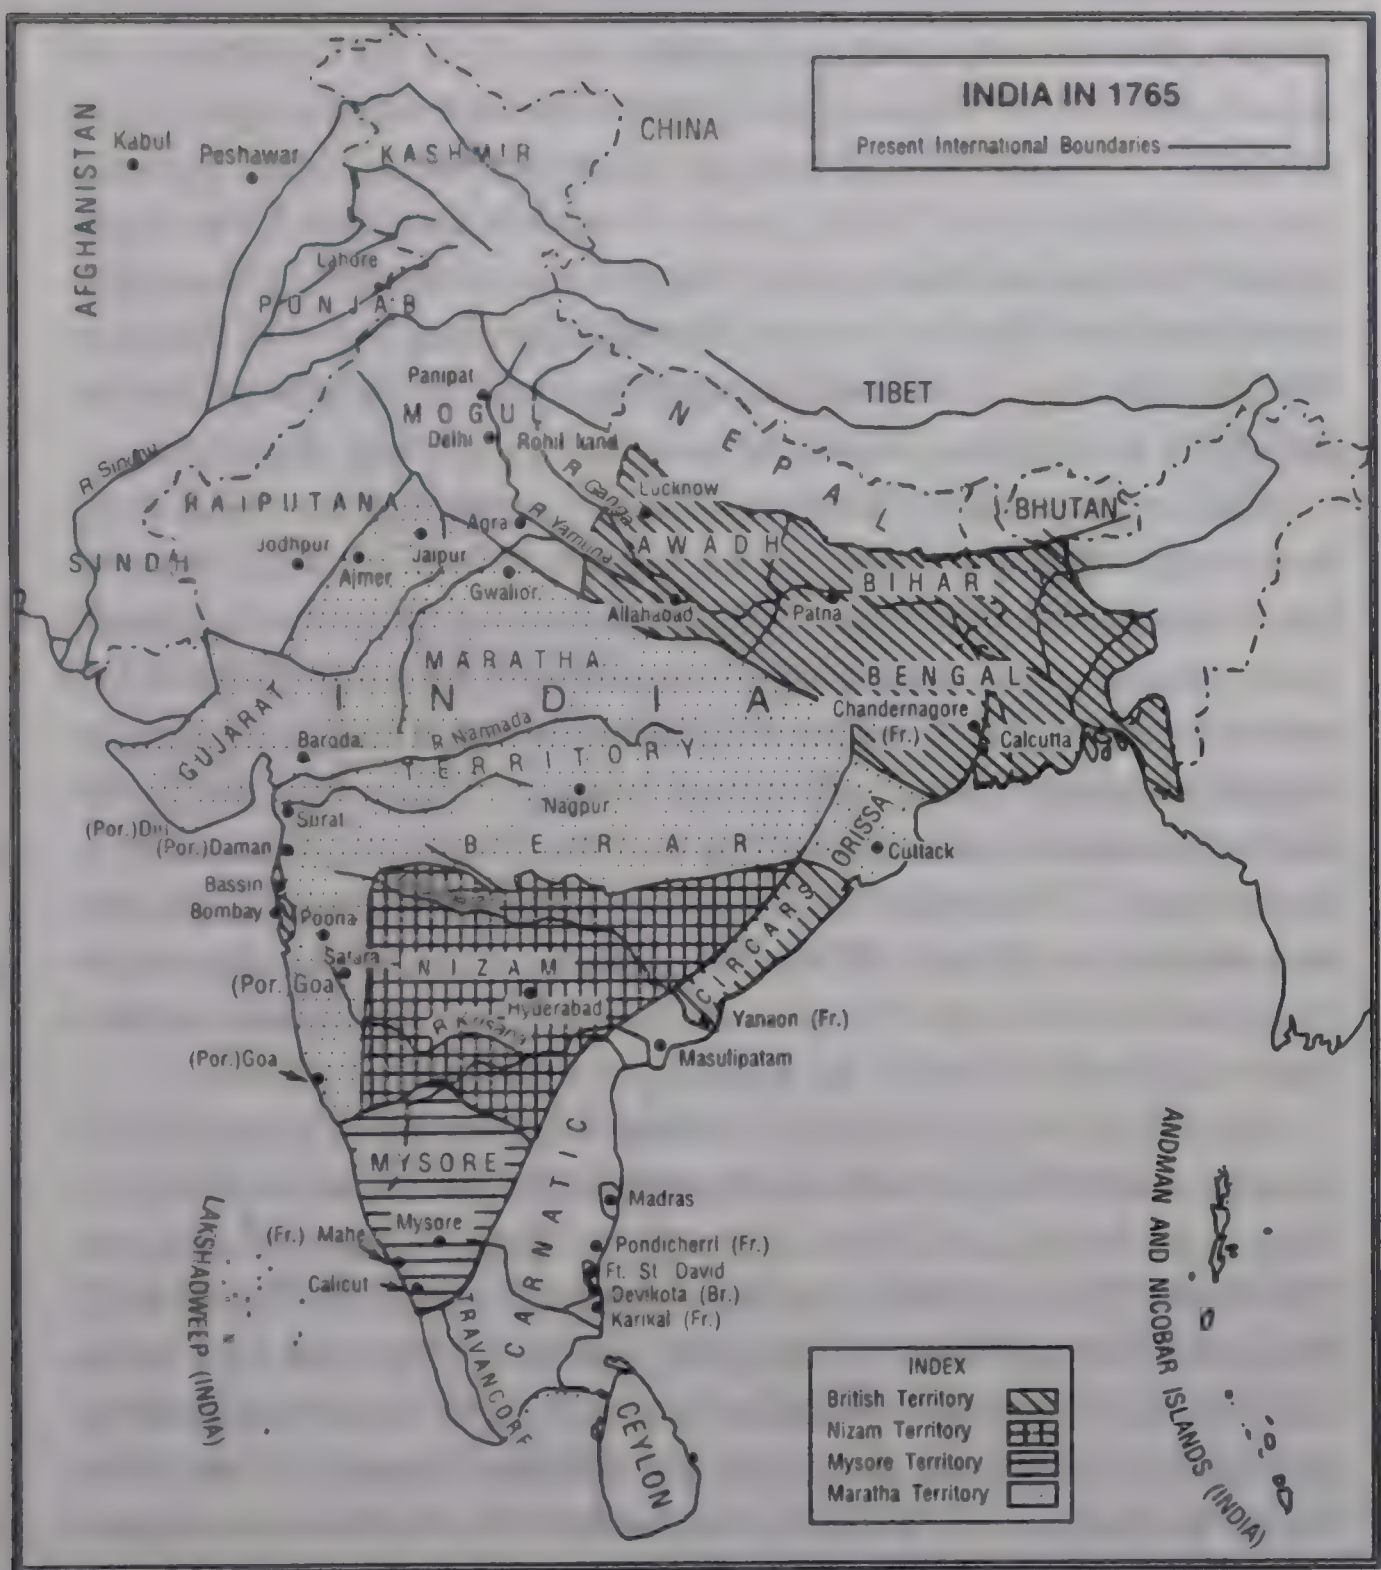 INDIA IN 1765
Present International Boundaries
AFGHANISTAN
Kabul
Peshawar
KASHMIR
CHINA
Lahore
PUNJAB
Panipat
MOGUL
Delhi
Rohil kand
NEPAL
TIBET
R Ganga
Lucknow
BHUTAN
RAJPUTANA
Agra
R Yamuna
AWADH
SINDH
Jodhpur
Jaipur
Ajmer
Gwalior
BIHAR
Allahabad
Patna
MARATHA
INDIA
BENGAL
GUJARAT
Chandernagore
(Fr.)
Calcutta
Baroda
R Narmada
TERRITORY
Nagpur
Surat
(Por.) Diu
(Por.) Daman
BERAR
ORISSA
Cuttack
Bassin
Bombay
Poona
Satara
NIZAM
CIRCARS
(Por. Goa
Hyderabad
Yanaon (Fr.)
Masulipatam
(Por.) Goa
CARNATIC
MYSORE
Madras
(Fr.) Mahe
Mysore
Pondicherri (Fr.)
Ft. St David
Calicut
Devikota (Br.)
Karikal (Fr.)
TRAVANCORE
CEYLON
LAKSHADWEEP (INDIA)
ANDMAN AND NICOBAR ISLANDS (INDIA)
INDEX
British Territory
Nizam Territory
Mysore Territory
Maratha Territory